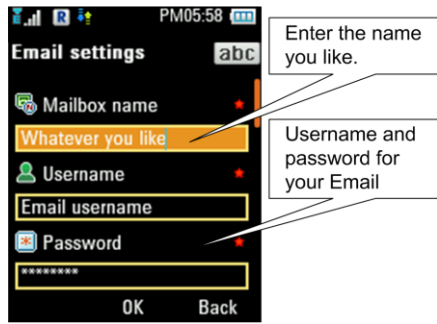 R PM05:58
Email settings abc
Enter the name
you like.
Mailbox name *
Whatever you like
Username *
Username and
password for
your Email
Email username
Password *
********
OK Back